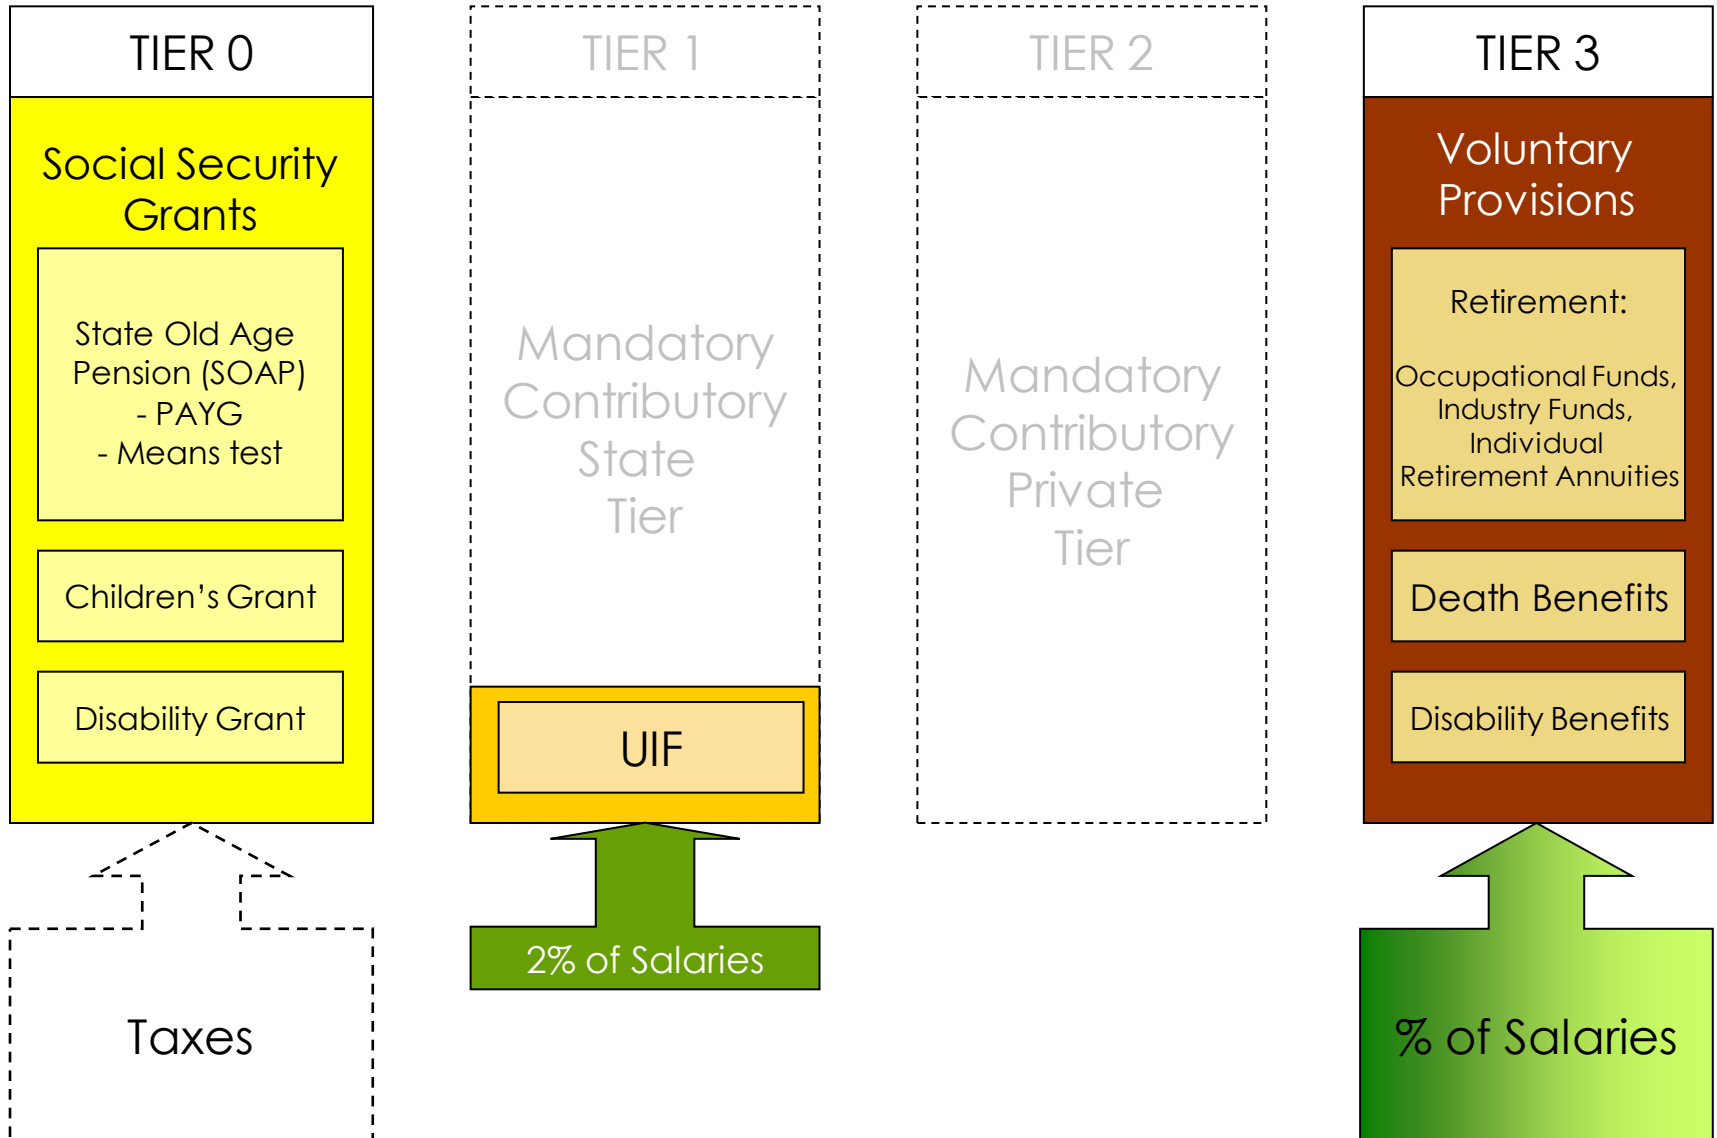 TIER 0
Social Security
Grants
State Old Age
Pension (SOAP)
- PAYG
- Means test
Children’s Grant
Disability Grant
Taxes
TIER 1
Mandatory
Contributory
State
Tier
UIF
2% of Salaries
TIER 2
Mandatory
Contributory
Private
Tier
TIER 3
Voluntary
Provisions
Retirement:
Occupational Funds,
Industry Funds,
Individual
Retirement Annuities
Death Benefits
Disability Benefits
% of Salaries